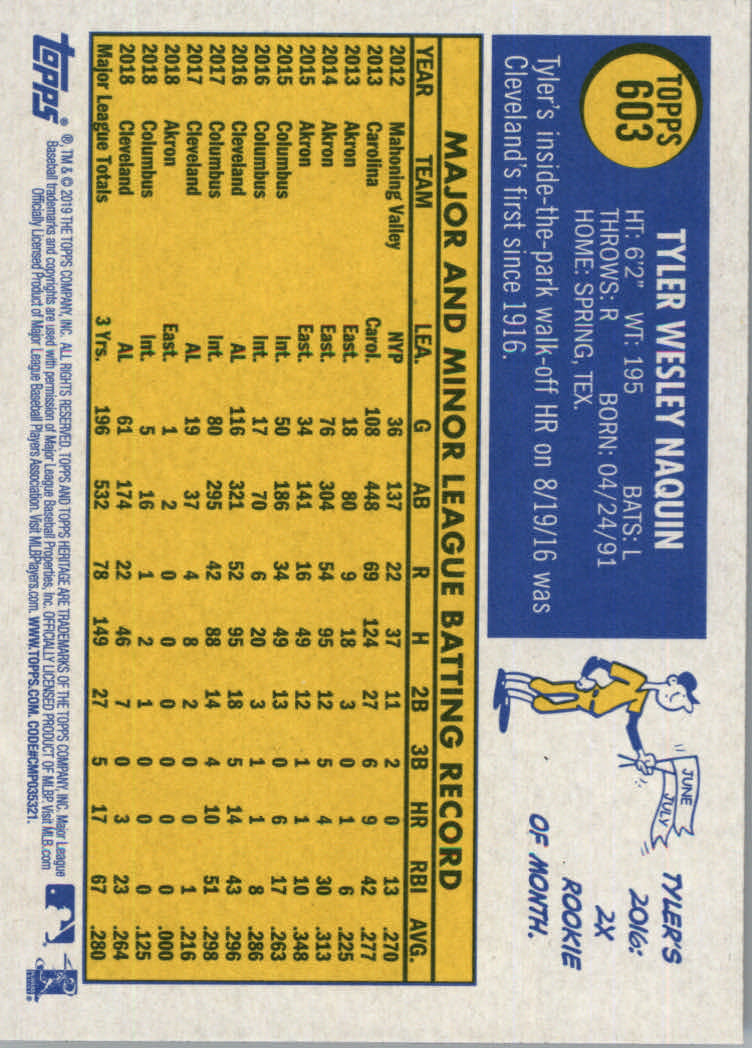 TOPPS
603
TYLER WESLEY NAQUIN
HT: 6'2" WT: 195 BATS: L
THROWS: R BORN: 04/24/91
HOME: SPRING, TEX.
Tyler's inside-the-park walk-off HR on 8/19/16 was
Cleveland's first since 1916.
JUNE
JULY
TYLER'S
2016:
2X
ROOKIE
OF MONTH.
MAJOR AND MINOR LEAGUE BATTING RECORD
YEAR TEAM LEA. G AB R H 2B 3B HR RBI AVG.
2012 Mahoning Valley NYP 36 137 22 37 11 2 0 13 .270
2013 Carolina Carol. 108 448 69 124 27 6 9 42 .277
2013 Akron East. 18 80 9 18 3 0 1 6 .225
2014 Akron East. 76 304 54 95 12 5 4 30 .313
2015 Akron East. 34 141 16 49 12 1 1 10 .348
2015 Columbus Int. 50 186 34 49 13 0 6 17 .263
2016 Columbus Int. 17 70 6 20 3 1 1 8 .286
2016 Cleveland AL 116 321 52 95 18 5 14 43 .296
2017 Columbus Int. 80 295 42 88 14 4 10 51 .298
2017 Cleveland AL 19 37 4 8 2 0 0 1 .216
2018 Akron East. 1 2 0 0 0 0 0 0 .000
2018 Columbus Int. 5 16 1 2 1 0 0 0 .125
2018 Cleveland AL 61 174 22 46 7 0 3 23 .264
Major League Totals 3 Yrs. 196 532 78 149 27 5 17 67 .280
topps®
®, TM & © 2019 THE TOPPS COMPANY, INC. ALL RIGHTS RESERVED. TOPPS AND TOPPS HERITAGE ARE TRADEMARKS OF THE TOPPS COMPANY, INC. Major League
Baseball trademarks and copyrights are used with permission of Major League Baseball Properties, Inc. OFFICIALLY LICENSED PRODUCT OF MLBP. Visit MLB.com
Officially Licensed Product of Major League Baseball Players Association. Visit MLBPlayers.com. WWW.TOPPS.COM. CODE#CMP035321.